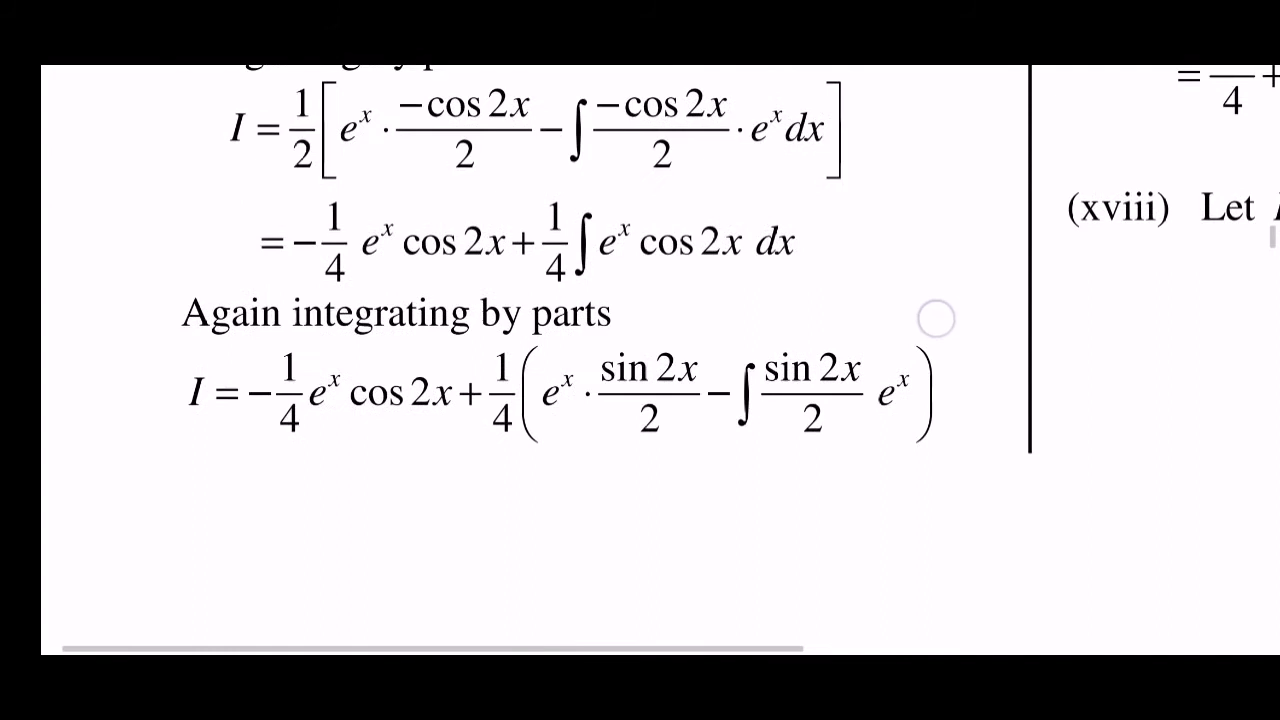 I = 1/2 [ e^x · (−cos 2x)/2 − ∫ (−cos 2x)/2 · e^x dx ]
= −1/4 e^x cos 2x + 1/4 ∫ e^x cos 2x dx
Again integrating by parts
I = −1/4 e^x cos 2x + 1/4 ( e^x · (sin 2x)/2 − ∫ (sin 2x)/2 e^x )
= — +
4
(xviii) Let